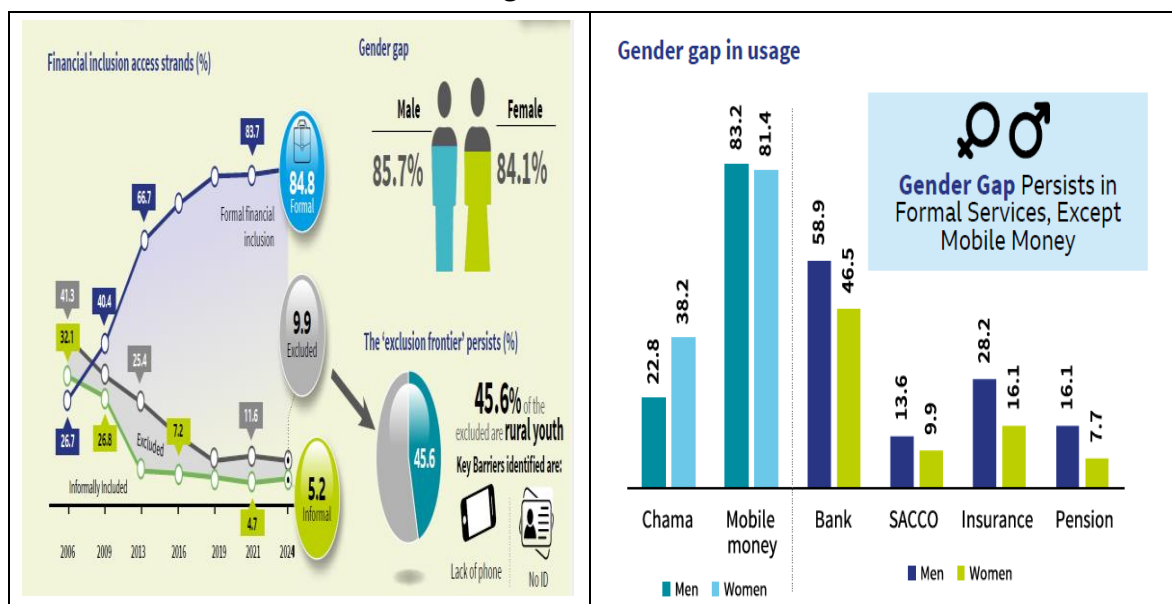 Financial inclusion access strands (%)
83.7
66.7
84.8
Formal
Formal financial
inclusion
41.3
40.4
32.1
25.4
9.9
Excluded
7.2
11.6
26.7
26.8
Excluded
Informally Included
4.7
5.2
Informal
2006 2009 2013 2016 2019 2021 2024
Gender gap
Male Female
85.7% 84.1%
The ‘exclusion frontier’ persists (%)
45.6% of the
excluded are rural youth
45.6
Key Barriers identified are:
Lack of phone No ID
Gender gap in usage
Gender Gap Persists in
Formal Services, Except
Mobile Money
22.8 38.2 83.2 81.4 58.9 46.5 13.6 9.9 28.2 16.1 16.1 7.7
Chama Mobile money Bank SACCO Insurance Pension
Men Women Men Women